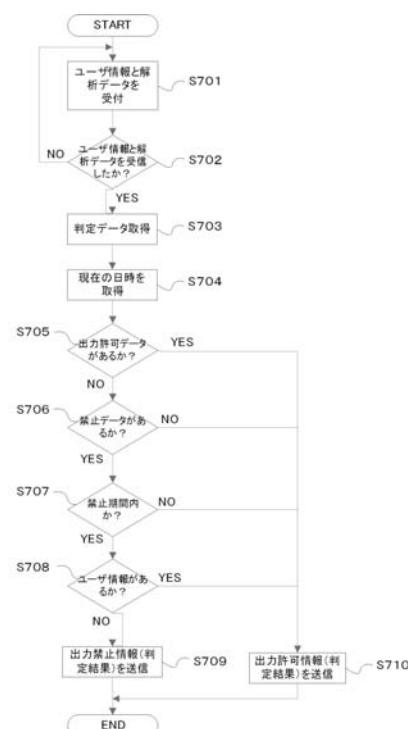 START
ユーザ情報と解
析データを
受付
S701
ユーザ情報と解
析データを受信
したか？
S702
NO
YES
判定データ取得
S703
現在の日時を
取得
S704
S705
出力許可データ
があるか？
YES
NO
S706
禁止データがあ
るか？
NO
YES
S707
禁止期間内
か？
NO
YES
S708
ユーザ情報があ
るか？
YES
NO
出力禁止情報(判
定結果)を送信
S709
出力許可情報(判
定結果)を送信
S710
END